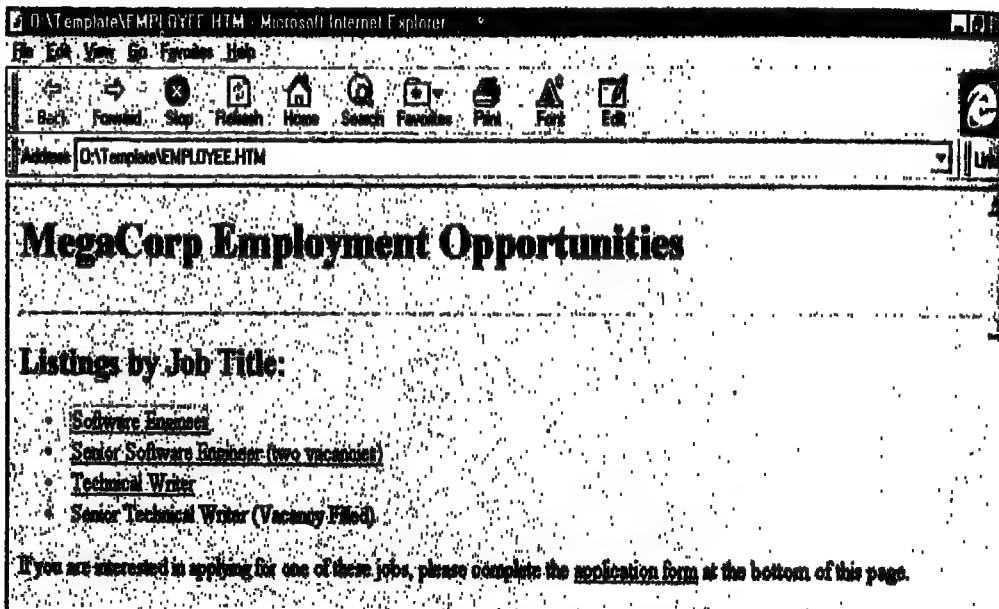 O:\Template\EMPLOYEE.HTM - Microsoft Internet Explorer
File Edit View Go Favorites Help
Back Forward Stop Refresh Home Search Favorites Print Font Edit
Address O:\Template\EMPLOYEE.HTM
MegaCorp Employment Opportunities
Listings by Job Title:
Software Engineer
Senior Software Engineer (two vacancies)
Technical Writer
Senior Technical Writer (Vacancy Filled)
If you are interested in applying for one of these jobs, please complete the application form at the bottom of this page.